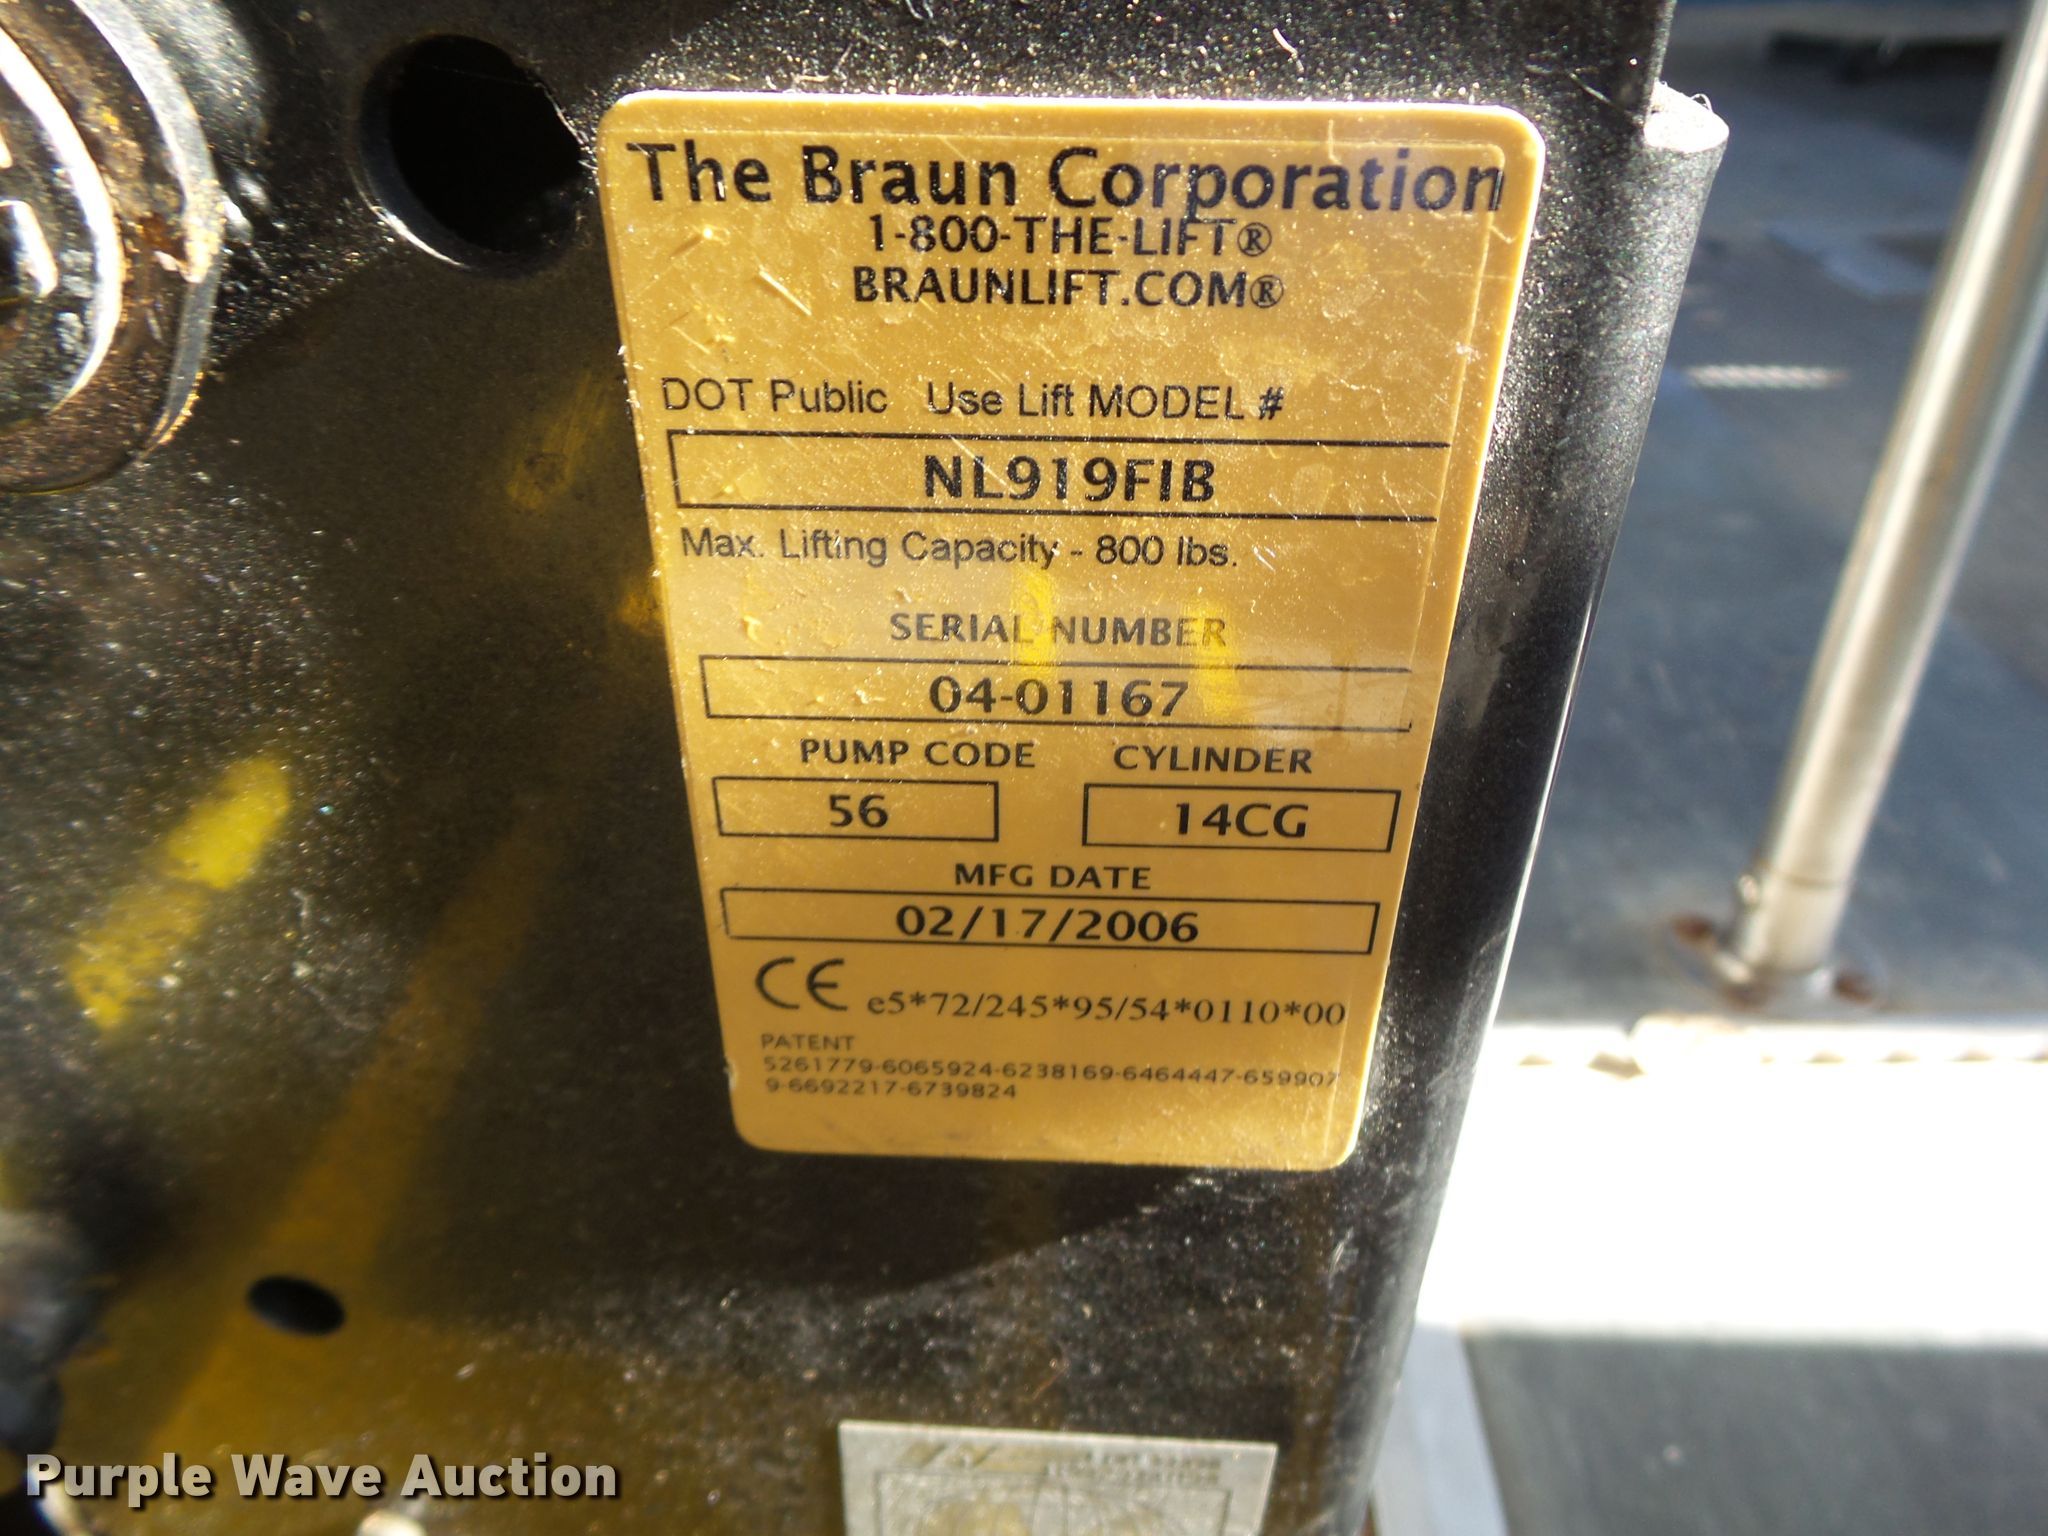 The Braun Corporation
1-800-THE-LIFT®
BRAUNLIFT.COM®
DOT Public Use Lift MODEL #
NL919FIB
Max. Lifting Capacity - 800 lbs.
SERIAL NUMBER
04-01167
PUMP CODE CYLINDER
56 14CG
MFG DATE
02/17/2006
CE e5*72/245*95/54*0110*00
PATENT
5261779-6065924-6238169-6464447-659907
9-6692217-6739824
Purple Wave Auction